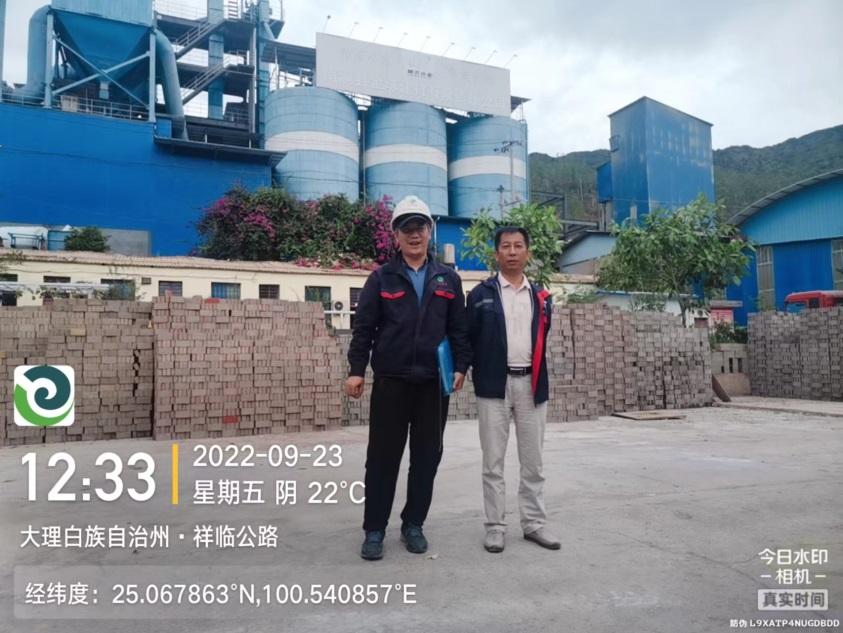 12:33
2022-09-23
星期五 阴 22°C
大理白族自治州·祥临公路
经纬度：25.067863°N,100.540857°E
今日水印
-相机-
真实时间
防伪 L9XATP4NUGDBDD